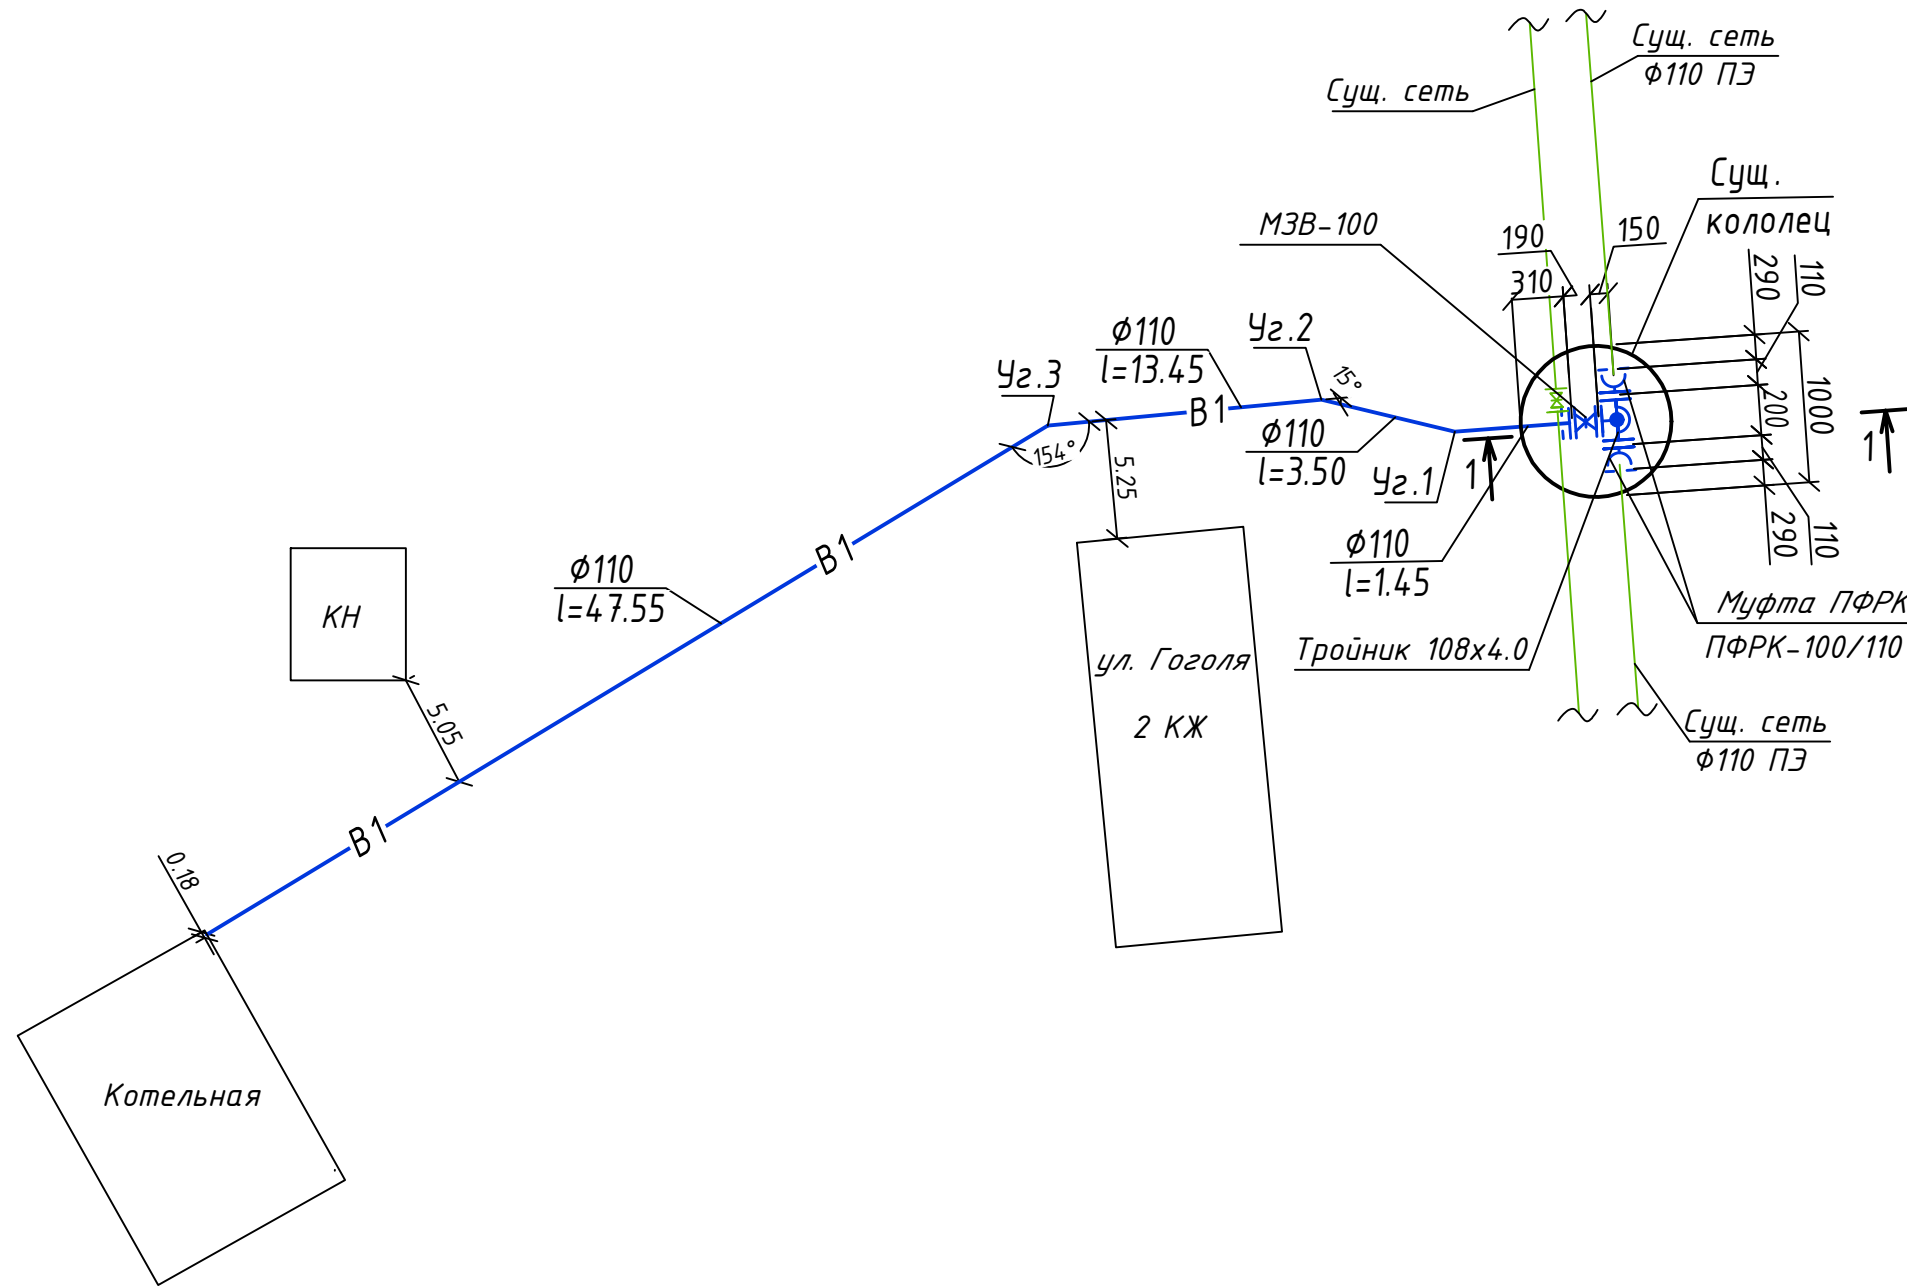 Сущ. сеть
Ф110 ПЭ
Сущ. сеть
Сущ.
кололец
МЗВ-100
190
150
310
290
110
1000
200
110
290
Уг.3
Ф110
l=13.45
Уг.2
15°
В1
154°
5.25
Ф110
l=3.50
Уг.1
1
1
В1
Ф110
l=47.55
Ф110
l=1.45
КН
Муфта ПФРК
ПФРК-100/110
Тройник 108х4.0
ул. Гоголя
2 КЖ
5.05
Сущ. сеть
Ф110 ПЭ
В1
0.18
Котельная